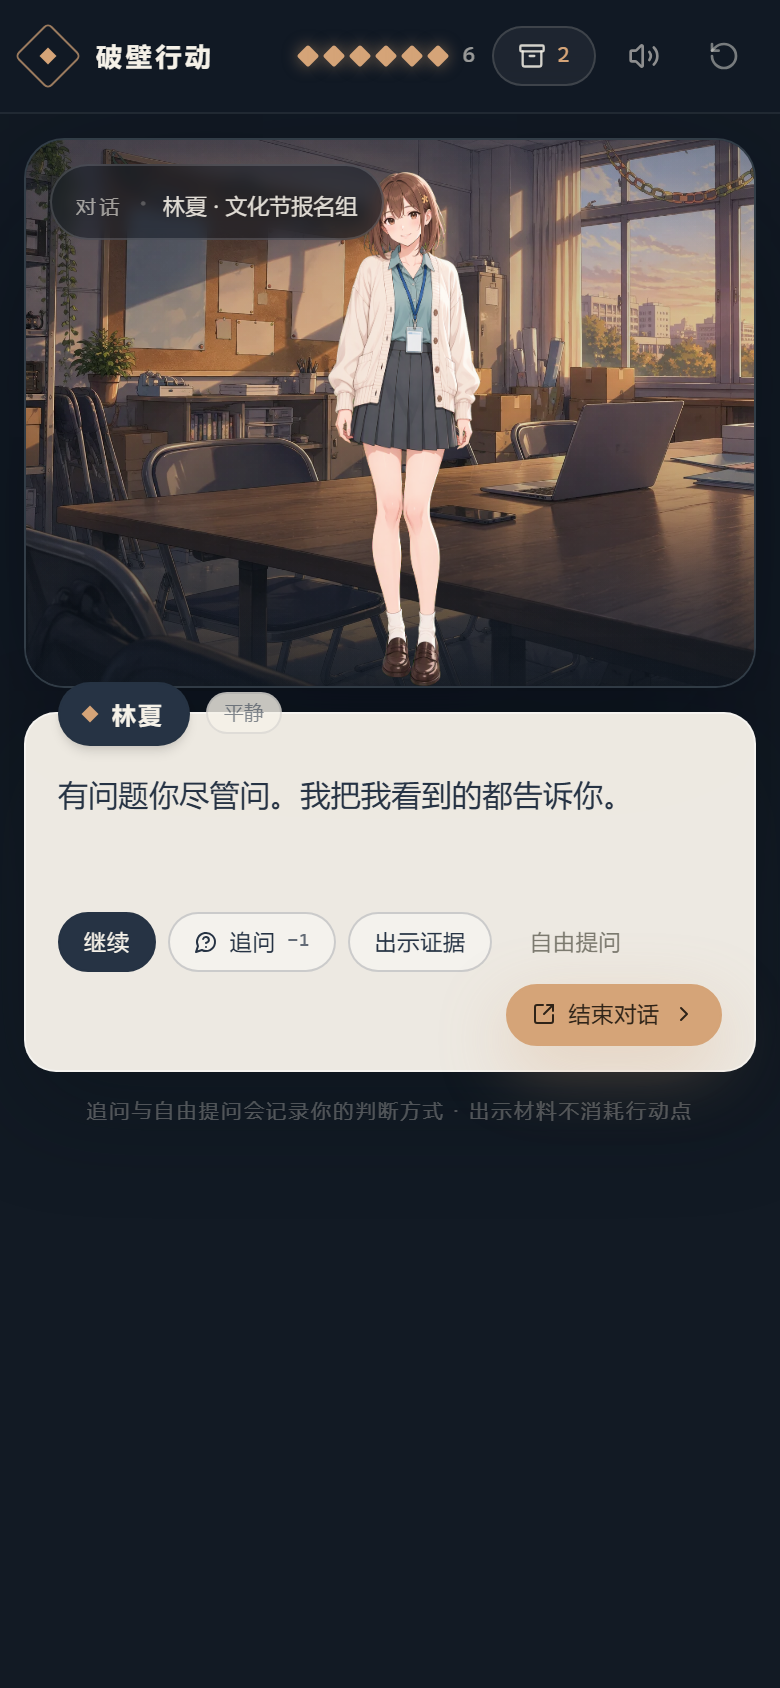 破壁行动
6
2
对话 · 林夏 · 文化节报名组
林夏
平静
有问题你尽管问。我把我看到的都告诉你。
继续
追问 −1
出示证据
自由提问
结束对话
追问与自由提问会记录你的判断方式 · 出示材料不消耗行动点